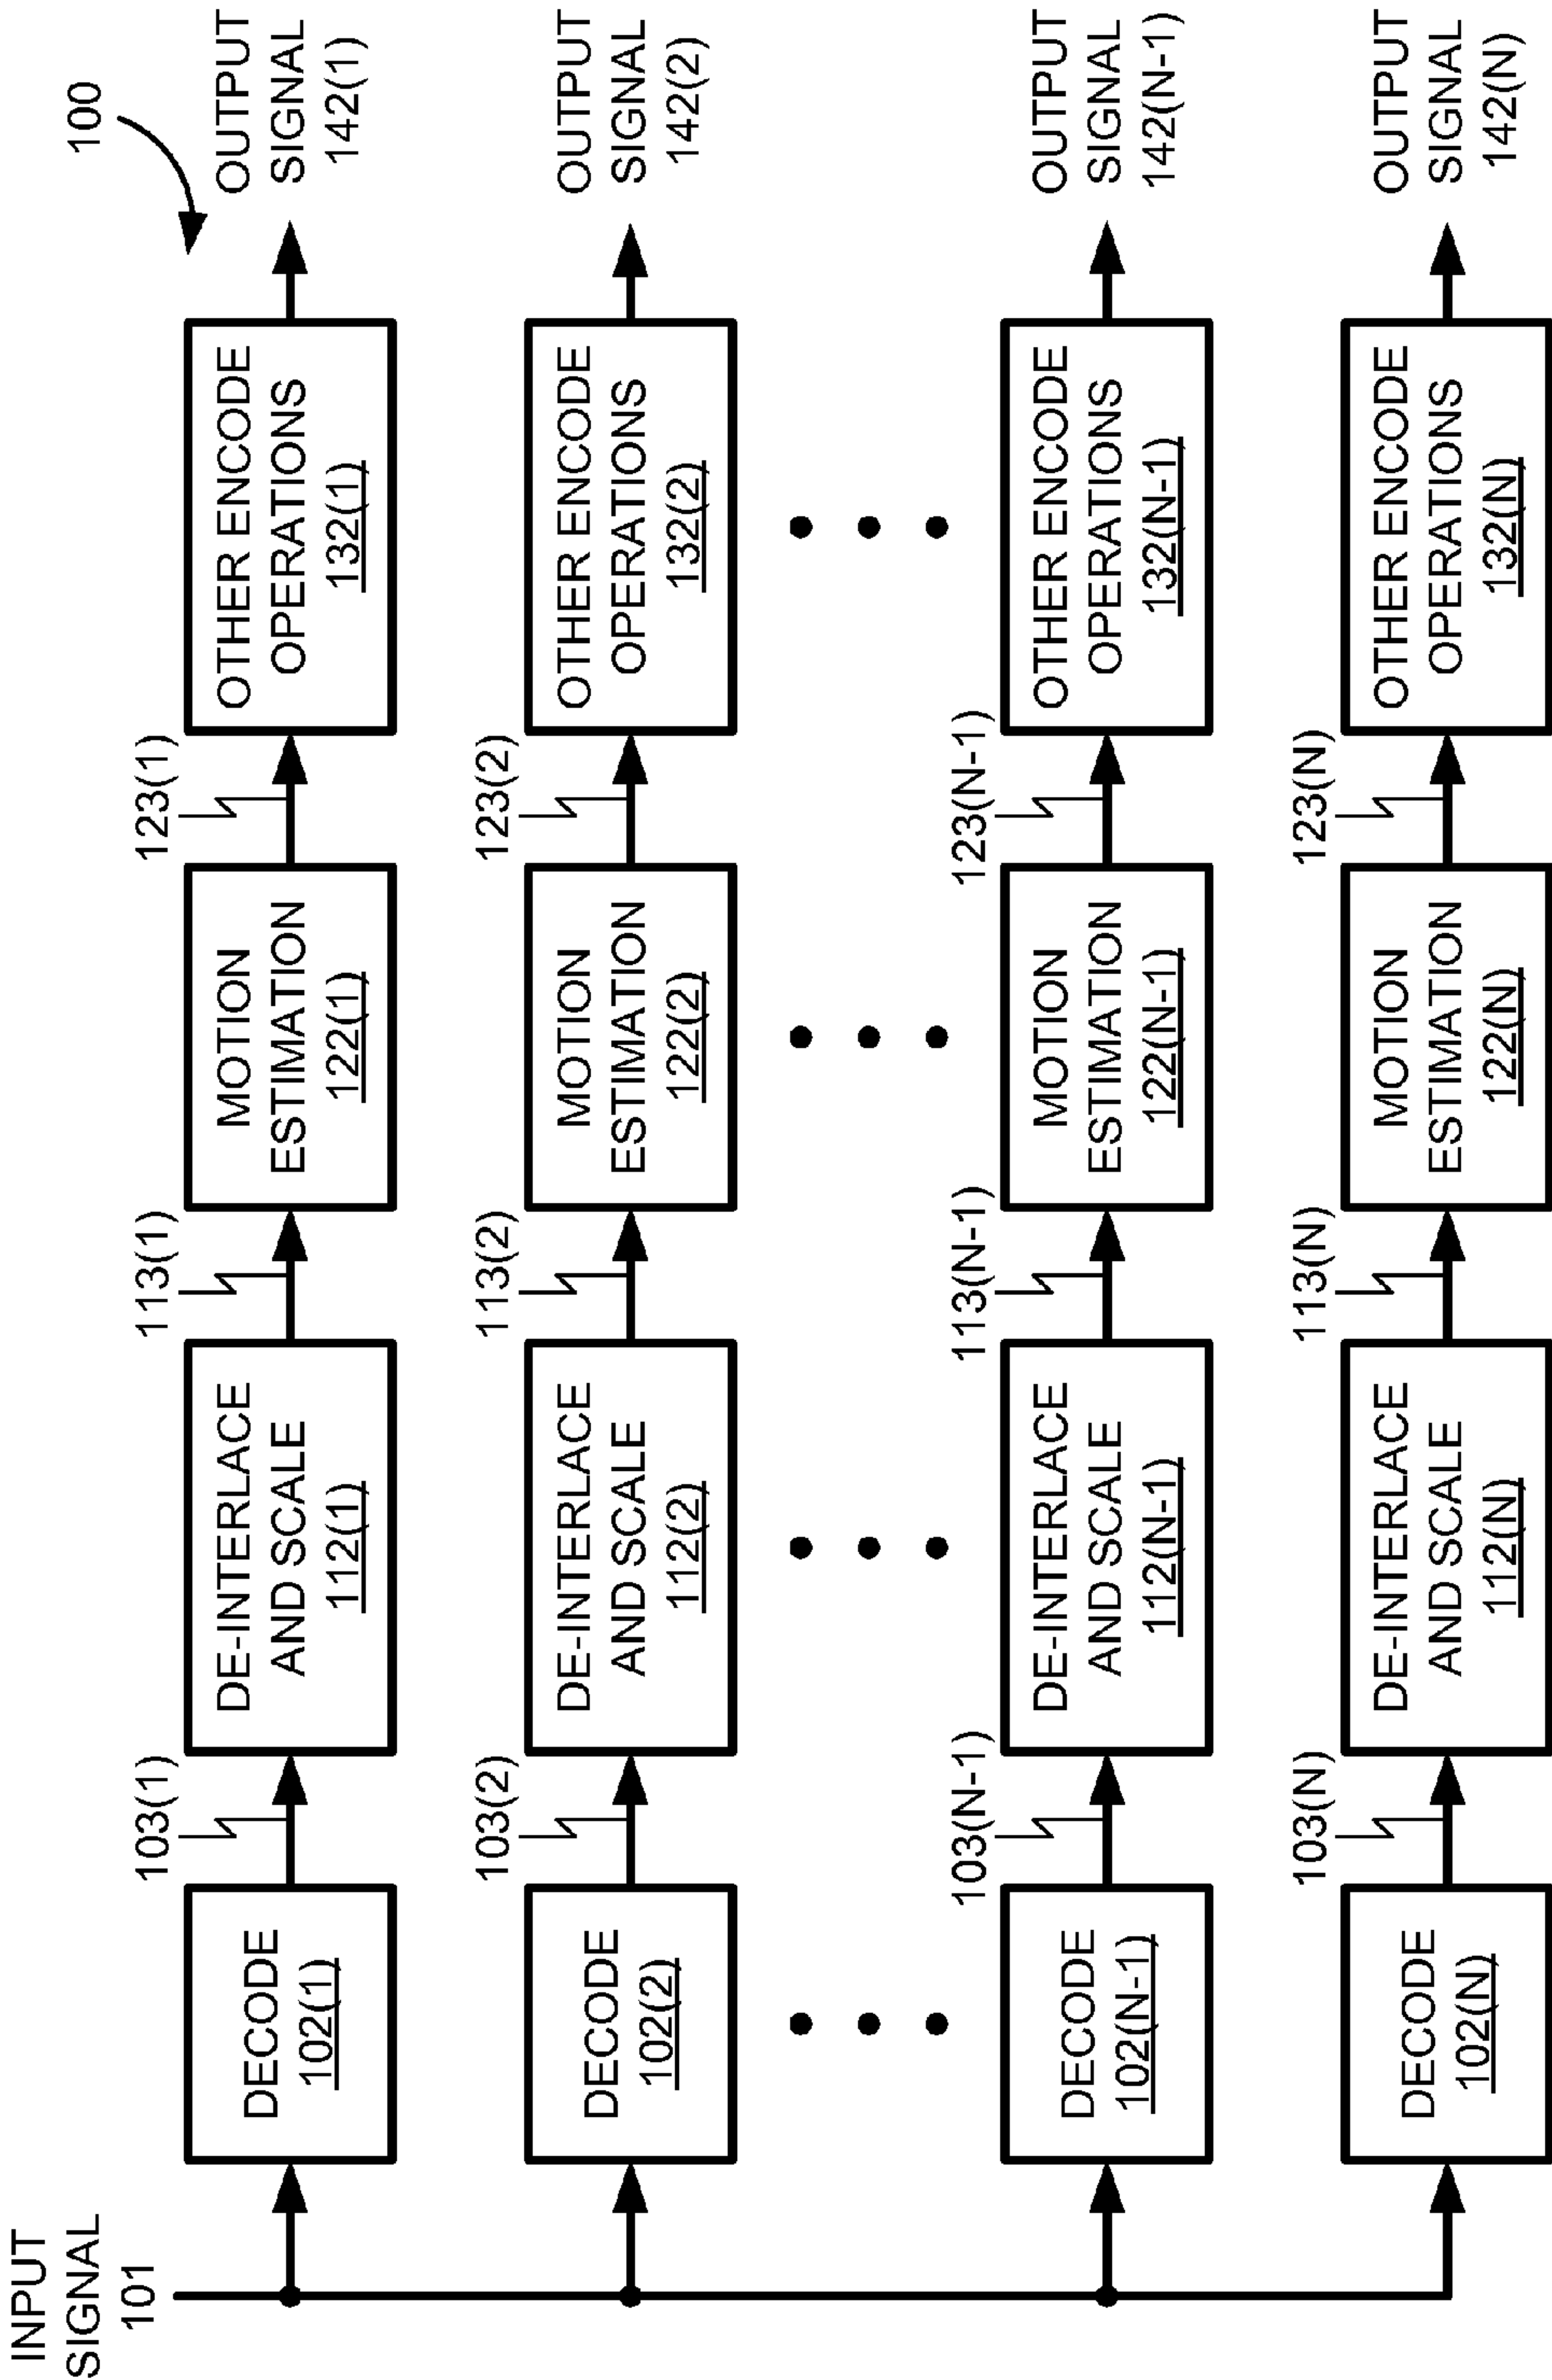 100
INPUT
SIGNAL
101
DECODE
102(1)
103(1)
DE-INTERLACE
AND SCALE
112(1)
113(1)
MOTION
ESTIMATION
122(1)
123(1)
OTHER ENCODE
OPERATIONS
132(1)
OUTPUT
SIGNAL
142(1)
DECODE
102(2)
103(2)
DE-INTERLACE
AND SCALE
112(2)
113(2)
MOTION
ESTIMATION
122(2)
123(2)
OTHER ENCODE
OPERATIONS
132(2)
OUTPUT
SIGNAL
142(2)
DECODE
102(N-1)
103(N-1)
DE-INTERLACE
AND SCALE
112(N-1)
113(N-1)
MOTION
ESTIMATION
122(N-1)
123(N-1)
OTHER ENCODE
OPERATIONS
132(N-1)
OUTPUT
SIGNAL
142(N-1)
DECODE
102(N)
103(N)
DE-INTERLACE
AND SCALE
112(N)
113(N)
MOTION
ESTIMATION
122(N)
123(N)
OTHER ENCODE
OPERATIONS
132(N)
OUTPUT
SIGNAL
142(N)